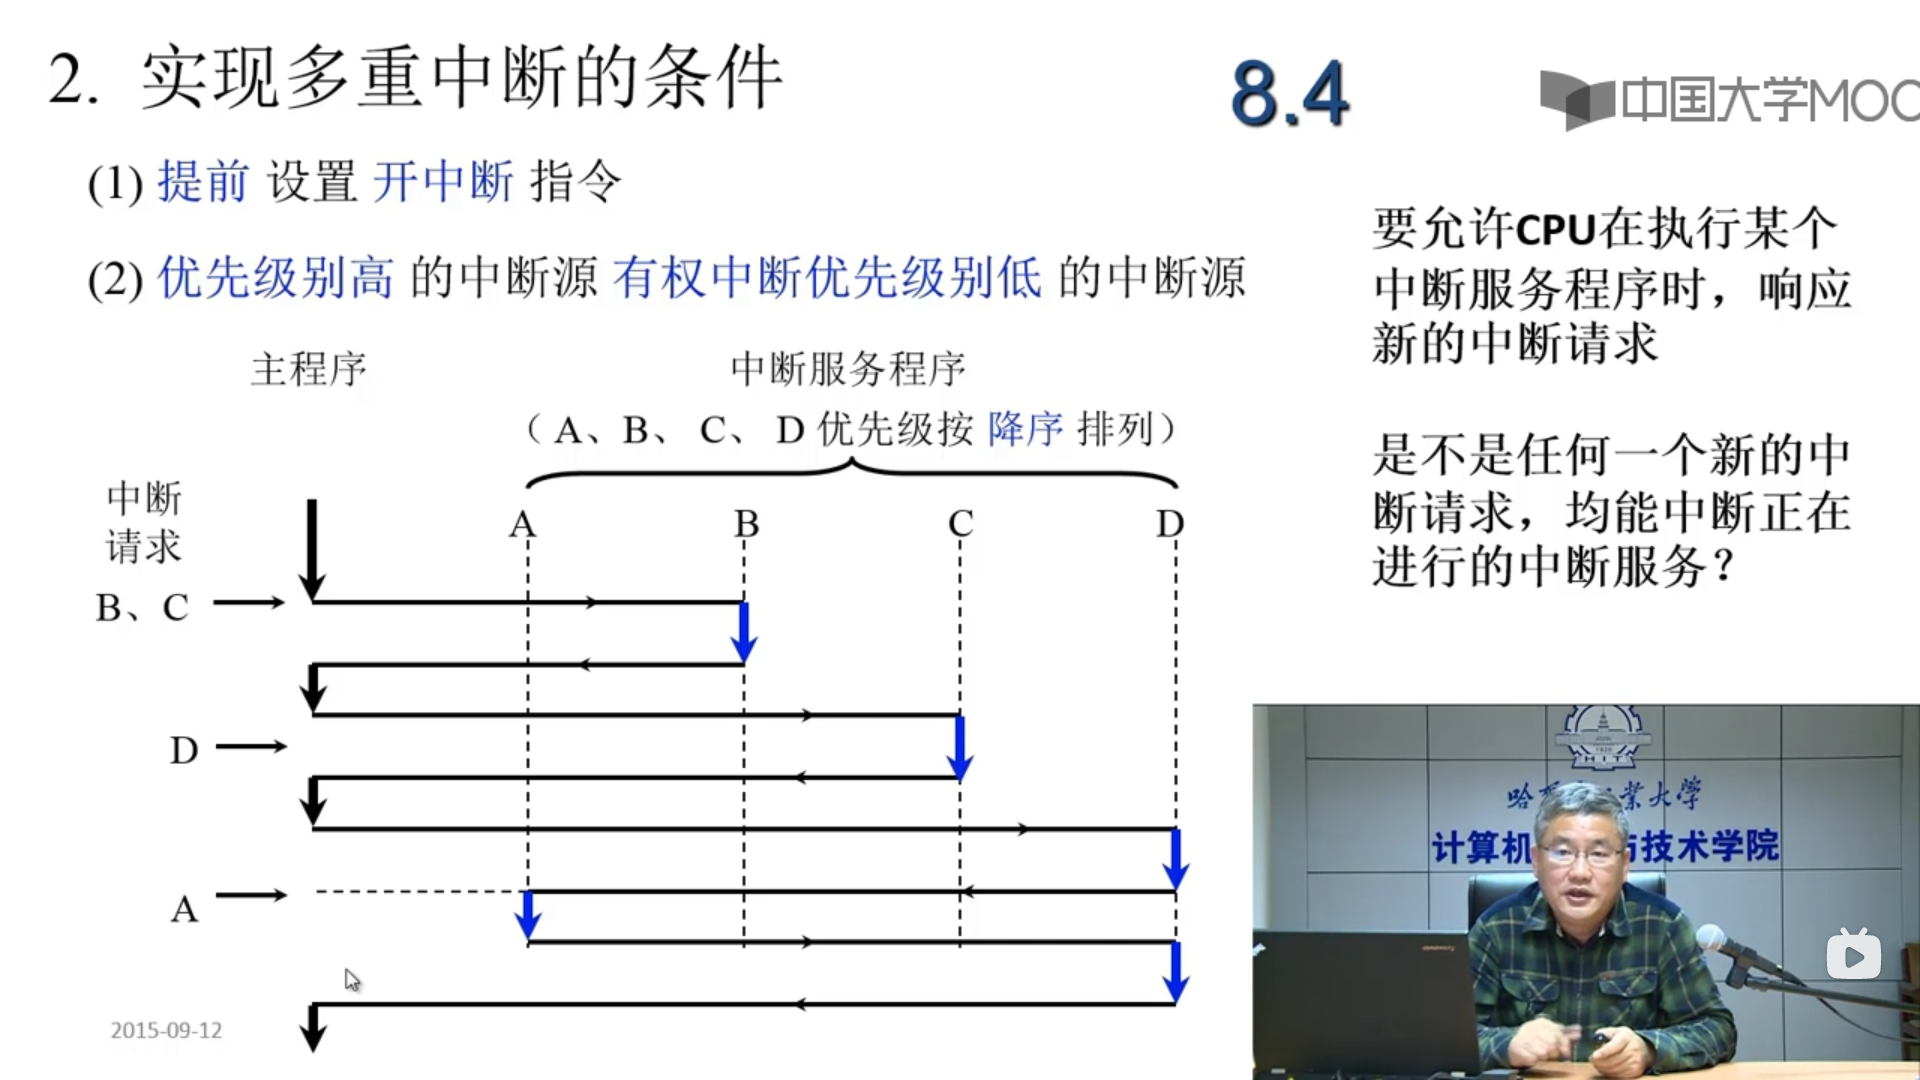 2. 实现多重中断的条件
8.4
中国大学MOO
(1) 提前 设置 开中断 指令
(2) 优先级别高 的中断源 有权中断优先级别低 的中断源
要允许CPU在执行某个
中断服务程序时，响应
新的中断请求
是不是任何一个新的中
断请求，均能中断正在
进行的中断服务？
主程序
中断服务程序
（ A、B、 C、 D 优先级按 降序 排列）
中断
请求
A
B
C
D
B、C
D
A
2015-09-12
HIT
哈
业大学
计算机
与技术学院